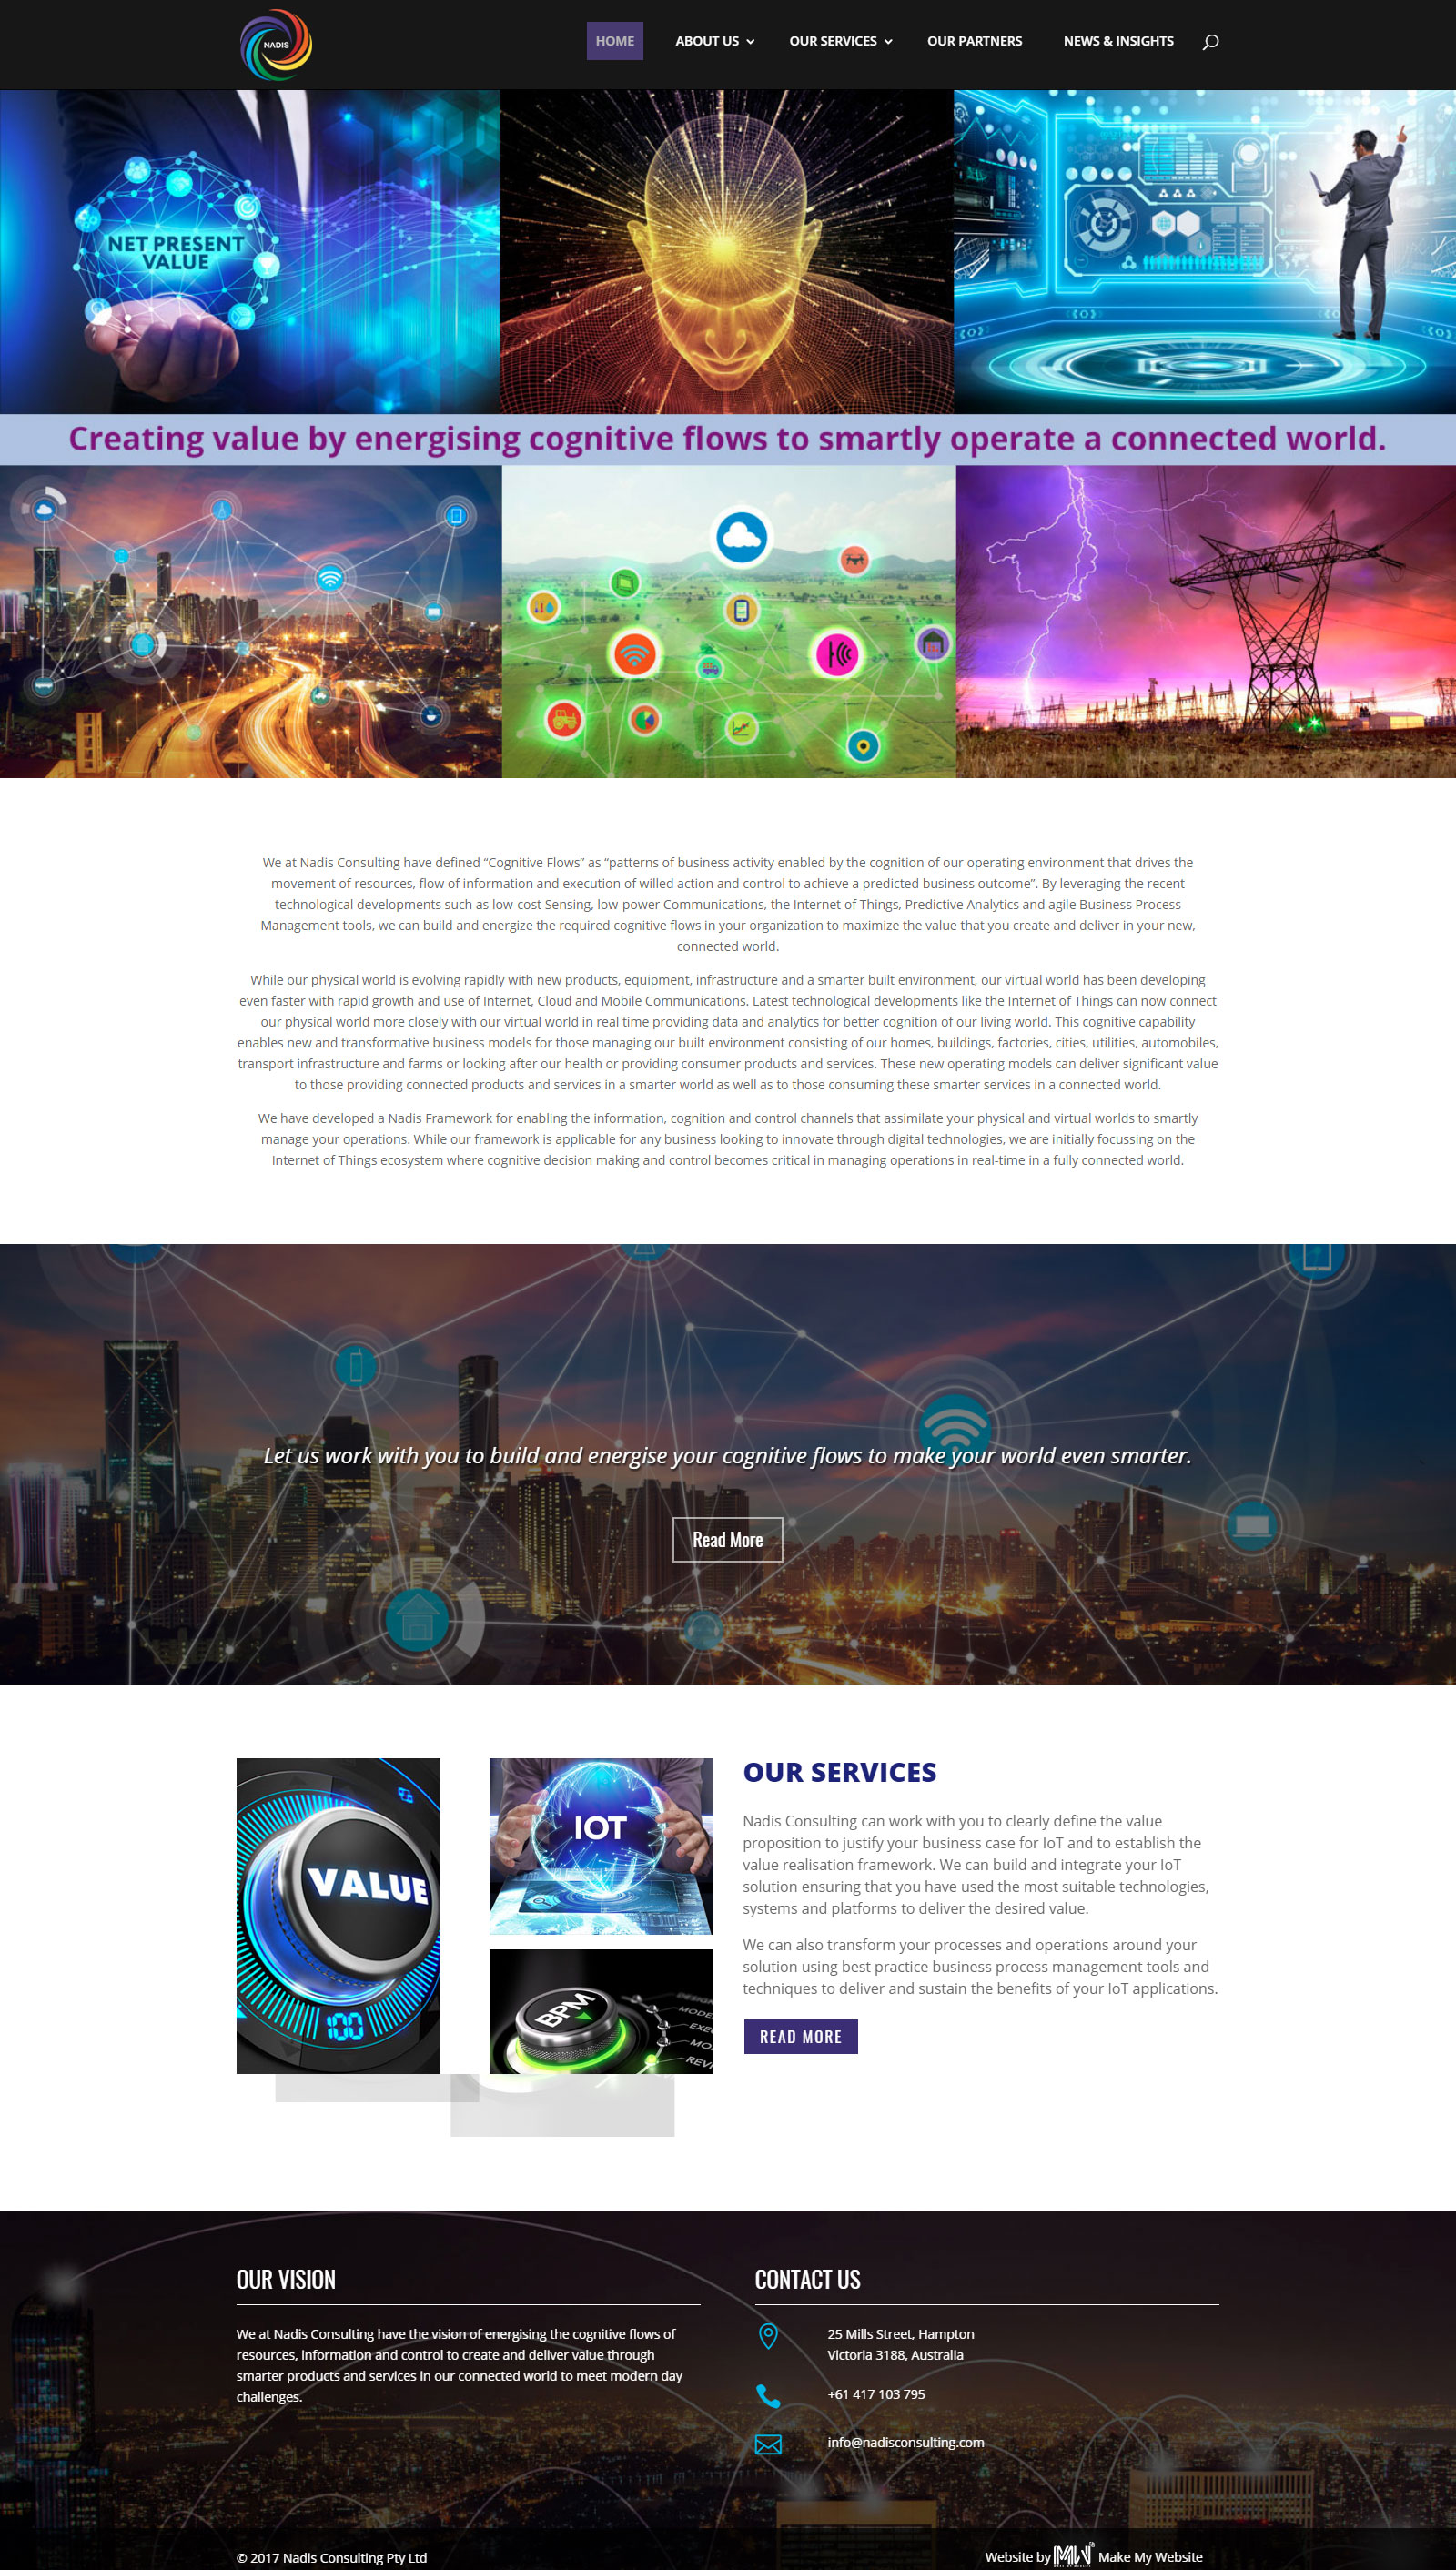 NADIS
HOME
ABOUT US
OUR SERVICES
OUR PARTNERS
NEWS & INSIGHTS
NET PRESENT
VALUE
Creating value by energising cognitive flows to smartly operate a connected world.
We at Nadis Consulting have defined “Cognitive Flows” as “patterns of business activity enabled by the cognition of our operating environment that drives the
movement of resources, flow of information and execution of willed action and control to achieve a predicted business outcome”. By leveraging the recent
technological developments such as low-cost Sensing, low-power Communications, the Internet of Things, Predictive Analytics and agile Business Process
Management tools, we can build and energize the required cognitive flows in your organization to maximize the value that you create and deliver in your new,
connected world.
While our physical world is evolving rapidly with new products, equipment, infrastructure and a smarter built environment, our virtual world has been developing
even faster with rapid growth and use of Internet, Cloud and Mobile Communications. Latest technological developments like the Internet of Things can now connect
our physical world more closely with our virtual world in real time providing data and analytics for better cognition of our living world. This cognitive capability
enables new and transformative business models for those managing our built environment consisting of our homes, buildings, factories, cities, utilities, automobiles,
transport infrastructure and farms or looking after our health or providing consumer products and services. These new operating models can deliver significant value
to those providing connected products and services in a smarter world as well as to those consuming these smarter services in a connected world.
We have developed a Nadis Framework for enabling the information, cognition and control channels that assimilate your physical and virtual worlds to smartly
manage your operations. While our framework is applicable for any business looking to innovate through digital technologies, we are initially focussing on the
Internet of Things ecosystem where cognitive decision making and control becomes critical in managing operations in real-time in a fully connected world.
Let us work with you to build and energise your cognitive flows to make your world even smarter.
Read More
VALUE
100
IOT
BPM
OUR SERVICES
Nadis Consulting can work with you to clearly define the value
proposition to justify your business case for IoT and to establish the
value realisation framework. We can build and integrate your IoT
solution ensuring that you have used the most suitable technologies,
systems and platforms to deliver the desired value.
We can also transform your processes and operations around your
solution using best practice business process management tools and
techniques to deliver and sustain the benefits of your IoT applications.
READ MORE
OUR VISION
We at Nadis Consulting have the vision of energising the cognitive flows of
resources, information and control to create and deliver value through
smarter products and services in our connected world to meet modern day
challenges.
CONTACT US
25 Mills Street, Hampton
Victoria 3188, Australia
+61 417 103 795
info@nadisconsulting.com
© 2017 Nadis Consulting Pty Ltd
Website by MMW Make My Website